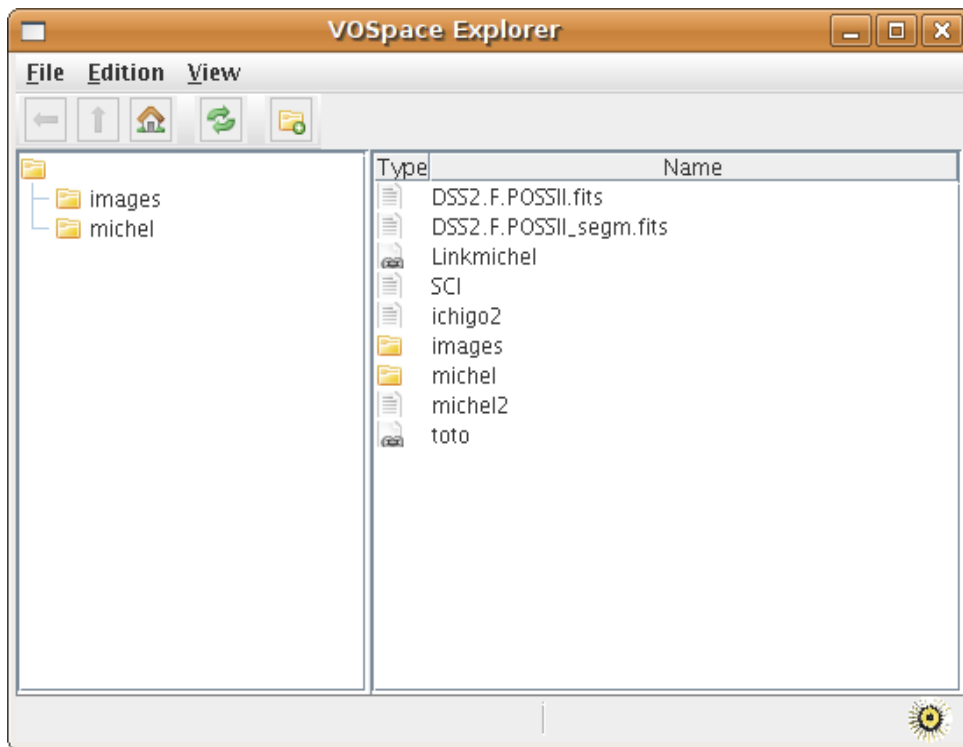 VOSpace Explorer
File Edition View
images
michel
Type Name
DSS2.F.POSSII.fits
DSS2.F.POSSII_segm.fits
Linkmichel
SCI
ichigo2
images
michel
michel2
toto